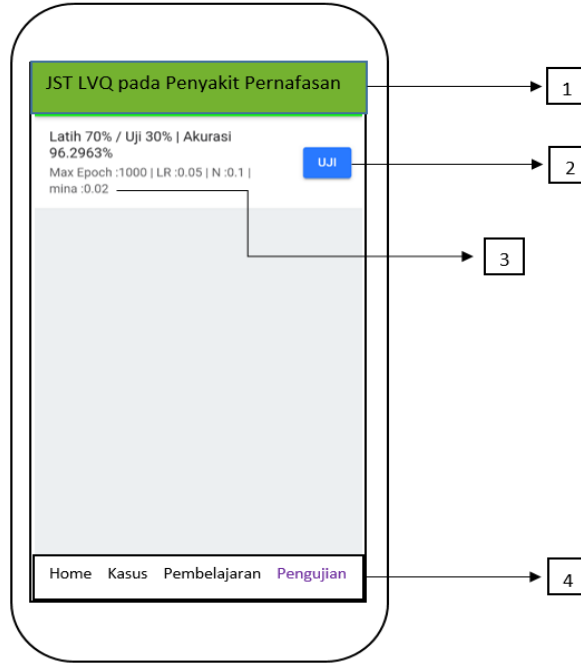 JST LVQ pada Penyakit Pernafasan
1
Latih 70% / Uji 30% | Akurasi
96.2963%
UJI
2
Max Epoch :1000 | LR :0.05 | N :0.1 |
mina :0.02
3
Home Kasus Pembelajaran Pengujian
4